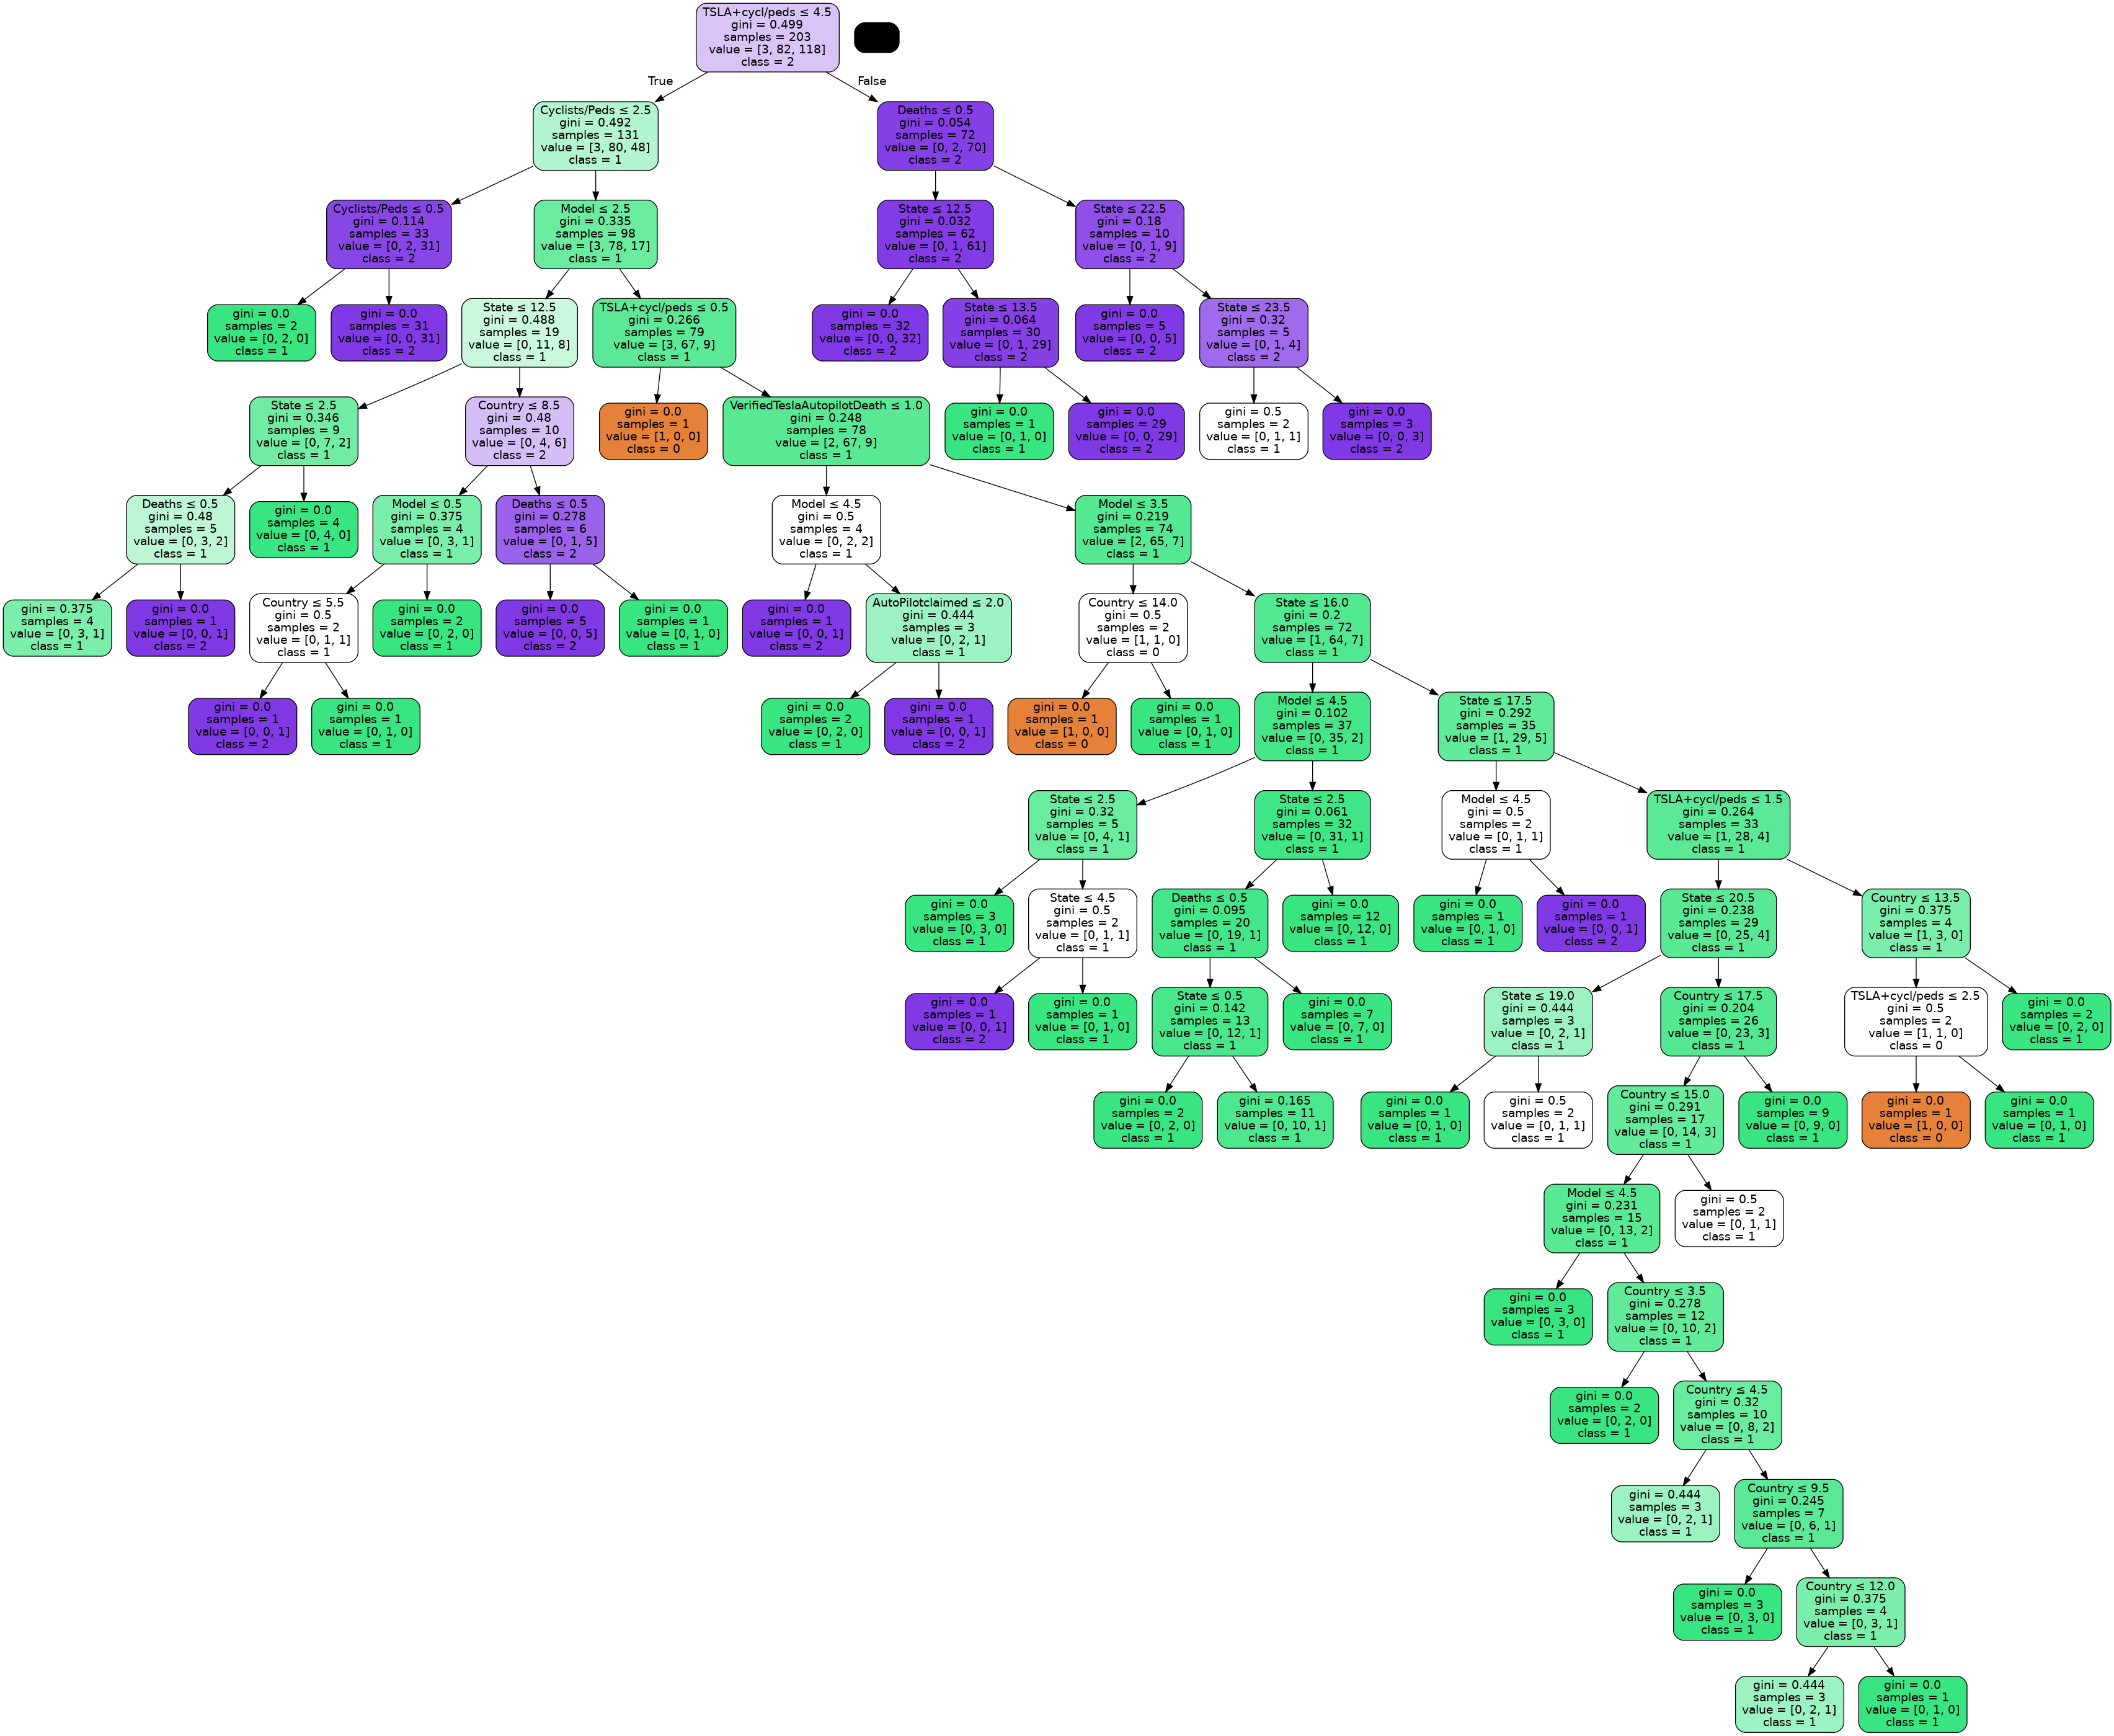 TSLA+cycl/peds ≤ 4.5
gini = 0.499
samples = 203
value = [3, 82, 118]
class = 2
True
False
Cyclists/Peds ≤ 2.5
gini = 0.492
samples = 131
value = [3, 80, 48]
class = 1
Deaths ≤ 0.5
gini = 0.054
samples = 72
value = [0, 2, 70]
class = 2
Cyclists/Peds ≤ 0.5
gini = 0.114
samples = 33
value = [0, 2, 31]
class = 2
Model ≤ 2.5
gini = 0.335
samples = 98
value = [3, 78, 17]
class = 1
State ≤ 12.5
gini = 0.032
samples = 62
value = [0, 1, 61]
class = 2
State ≤ 22.5
gini = 0.18
samples = 10
value = [0, 1, 9]
class = 2
gini = 0.0
samples = 2
value = [0, 2, 0]
class = 1
gini = 0.0
samples = 31
value = [0, 0, 31]
class = 2
State ≤ 12.5
gini = 0.488
samples = 19
value = [0, 11, 8]
class = 1
TSLA+cycl/peds ≤ 0.5
gini = 0.266
samples = 79
value = [3, 67, 9]
class = 1
gini = 0.0
samples = 32
value = [0, 0, 32]
class = 2
State ≤ 13.5
gini = 0.064
samples = 30
value = [0, 1, 29]
class = 2
gini = 0.0
samples = 5
value = [0, 0, 5]
class = 2
State ≤ 23.5
gini = 0.32
samples = 5
value = [0, 1, 4]
class = 2
State ≤ 2.5
gini = 0.346
samples = 9
value = [0, 7, 2]
class = 1
Country ≤ 8.5
gini = 0.48
samples = 10
value = [0, 4, 6]
class = 2
gini = 0.0
samples = 1
value = [1, 0, 0]
class = 0
VerifiedTeslaAutopilotDeath ≤ 1.0
gini = 0.248
samples = 78
value = [2, 67, 9]
class = 1
gini = 0.0
samples = 1
value = [0, 1, 0]
class = 1
gini = 0.0
samples = 29
value = [0, 0, 29]
class = 2
gini = 0.5
samples = 2
value = [0, 1, 1]
class = 1
gini = 0.0
samples = 3
value = [0, 0, 3]
class = 2
Deaths ≤ 0.5
gini = 0.48
samples = 5
value = [0, 3, 2]
class = 1
gini = 0.0
samples = 4
value = [0, 4, 0]
class = 1
Model ≤ 0.5
gini = 0.375
samples = 4
value = [0, 3, 1]
class = 1
Deaths ≤ 0.5
gini = 0.278
samples = 6
value = [0, 1, 5]
class = 2
Model ≤ 4.5
gini = 0.5
samples = 4
value = [0, 2, 2]
class = 1
Model ≤ 3.5
gini = 0.219
samples = 74
value = [2, 65, 7]
class = 1
gini = 0.375
samples = 4
value = [0, 3, 1]
class = 1
gini = 0.0
samples = 1
value = [0, 0, 1]
class = 2
Country ≤ 5.5
gini = 0.5
samples = 2
value = [0, 1, 1]
class = 1
gini = 0.0
samples = 2
value = [0, 2, 0]
class = 1
gini = 0.0
samples = 5
value = [0, 0, 5]
class = 2
gini = 0.0
samples = 1
value = [0, 1, 0]
class = 1
gini = 0.0
samples = 1
value = [0, 0, 1]
class = 2
AutoPilotclaimed ≤ 2.0
gini = 0.444
samples = 3
value = [0, 2, 1]
class = 1
Country ≤ 14.0
gini = 0.5
samples = 2
value = [1, 1, 0]
class = 0
State ≤ 16.0
gini = 0.2
samples = 72
value = [1, 64, 7]
class = 1
gini = 0.0
samples = 1
value = [0, 0, 1]
class = 2
gini = 0.0
samples = 1
value = [0, 1, 0]
class = 1
gini = 0.0
samples = 2
value = [0, 2, 0]
class = 1
gini = 0.0
samples = 1
value = [0, 0, 1]
class = 2
gini = 0.0
samples = 1
value = [1, 0, 0]
class = 0
gini = 0.0
samples = 1
value = [0, 1, 0]
class = 1
Model ≤ 4.5
gini = 0.102
samples = 37
value = [0, 35, 2]
class = 1
State ≤ 17.5
gini = 0.292
samples = 35
value = [1, 29, 5]
class = 1
State ≤ 2.5
gini = 0.32
samples = 5
value = [0, 4, 1]
class = 1
State ≤ 2.5
gini = 0.061
samples = 32
value = [0, 31, 1]
class = 1
Model ≤ 4.5
gini = 0.5
samples = 2
value = [0, 1, 1]
class = 1
TSLA+cycl/peds ≤ 1.5
gini = 0.264
samples = 33
value = [1, 28, 4]
class = 1
gini = 0.0
samples = 3
value = [0, 3, 0]
class = 1
State ≤ 4.5
gini = 0.5
samples = 2
value = [0, 1, 1]
class = 1
Deaths ≤ 0.5
gini = 0.095
samples = 20
value = [0, 19, 1]
class = 1
gini = 0.0
samples = 12
value = [0, 12, 0]
class = 1
gini = 0.0
samples = 1
value = [0, 1, 0]
class = 1
gini = 0.0
samples = 1
value = [0, 0, 1]
class = 2
State ≤ 20.5
gini = 0.238
samples = 29
value = [0, 25, 4]
class = 1
Country ≤ 13.5
gini = 0.375
samples = 4
value = [1, 3, 0]
class = 1
gini = 0.0
samples = 1
value = [0, 0, 1]
class = 2
gini = 0.0
samples = 1
value = [0, 1, 0]
class = 1
State ≤ 0.5
gini = 0.142
samples = 13
value = [0, 12, 1]
class = 1
gini = 0.0
samples = 7
value = [0, 7, 0]
class = 1
State ≤ 19.0
gini = 0.444
samples = 3
value = [0, 2, 1]
class = 1
Country ≤ 17.5
gini = 0.204
samples = 26
value = [0, 23, 3]
class = 1
TSLA+cycl/peds ≤ 2.5
gini = 0.5
samples = 2
value = [1, 1, 0]
class = 0
gini = 0.0
samples = 2
value = [0, 2, 0]
class = 1
gini = 0.0
samples = 2
value = [0, 2, 0]
class = 1
gini = 0.165
samples = 11
value = [0, 10, 1]
class = 1
gini = 0.0
samples = 1
value = [0, 1, 0]
class = 1
gini = 0.5
samples = 2
value = [0, 1, 1]
class = 1
Country ≤ 15.0
gini = 0.291
samples = 17
value = [0, 14, 3]
class = 1
gini = 0.0
samples = 9
value = [0, 9, 0]
class = 1
gini = 0.0
samples = 1
value = [1, 0, 0]
class = 0
gini = 0.0
samples = 1
value = [0, 1, 0]
class = 1
Model ≤ 4.5
gini = 0.231
samples = 15
value = [0, 13, 2]
class = 1
gini = 0.5
samples = 2
value = [0, 1, 1]
class = 1
gini = 0.0
samples = 3
value = [0, 3, 0]
class = 1
Country ≤ 3.5
gini = 0.278
samples = 12
value = [0, 10, 2]
class = 1
gini = 0.0
samples = 2
value = [0, 2, 0]
class = 1
Country ≤ 4.5
gini = 0.32
samples = 10
value = [0, 8, 2]
class = 1
gini = 0.444
samples = 3
value = [0, 2, 1]
class = 1
Country ≤ 9.5
gini = 0.245
samples = 7
value = [0, 6, 1]
class = 1
gini = 0.0
samples = 3
value = [0, 3, 0]
class = 1
Country ≤ 12.0
gini = 0.375
samples = 4
value = [0, 3, 1]
class = 1
gini = 0.444
samples = 3
value = [0, 2, 1]
class = 1
gini = 0.0
samples = 1
value = [0, 1, 0]
class = 1